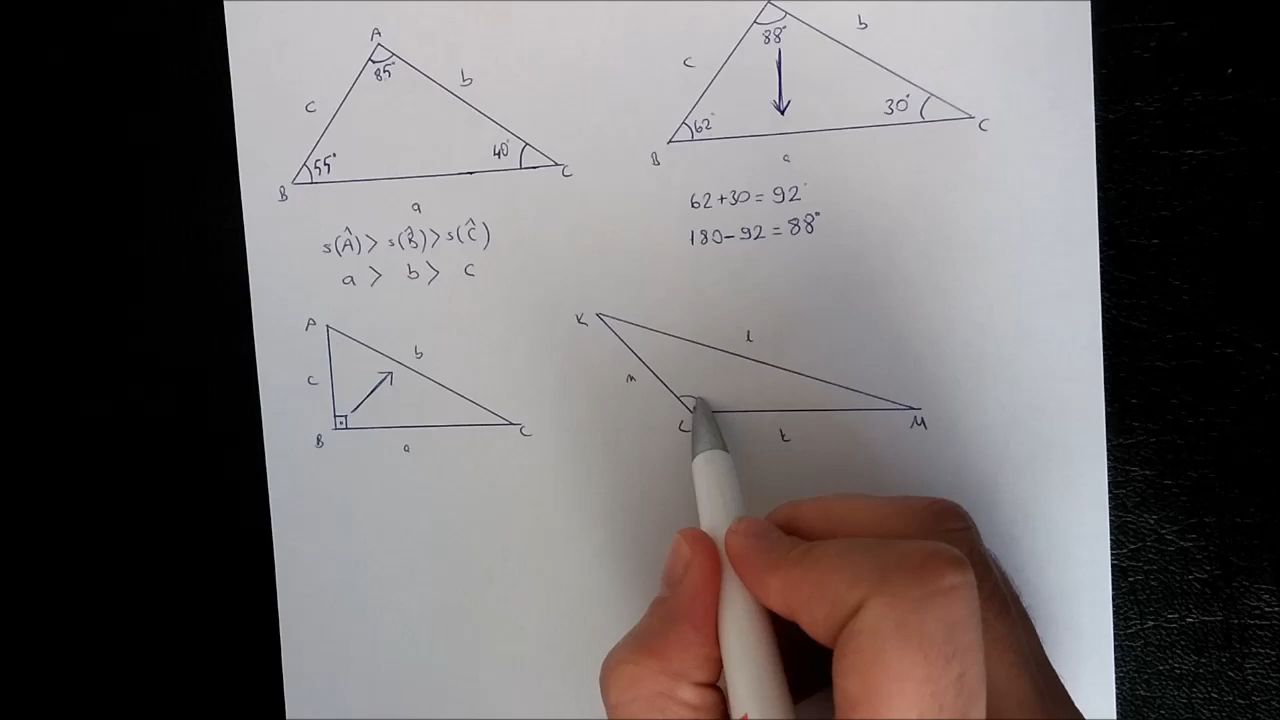 A
85°
c
b
55°
40°
B
C
a
s(Â) > s(B̂) > s(Ĉ)
a > b > c
88°
c
b
62°
30°
B
C
a
62+30 = 92°
180-92 = 88°
A
b
c
B
C
a
K
l
m
L
M
k